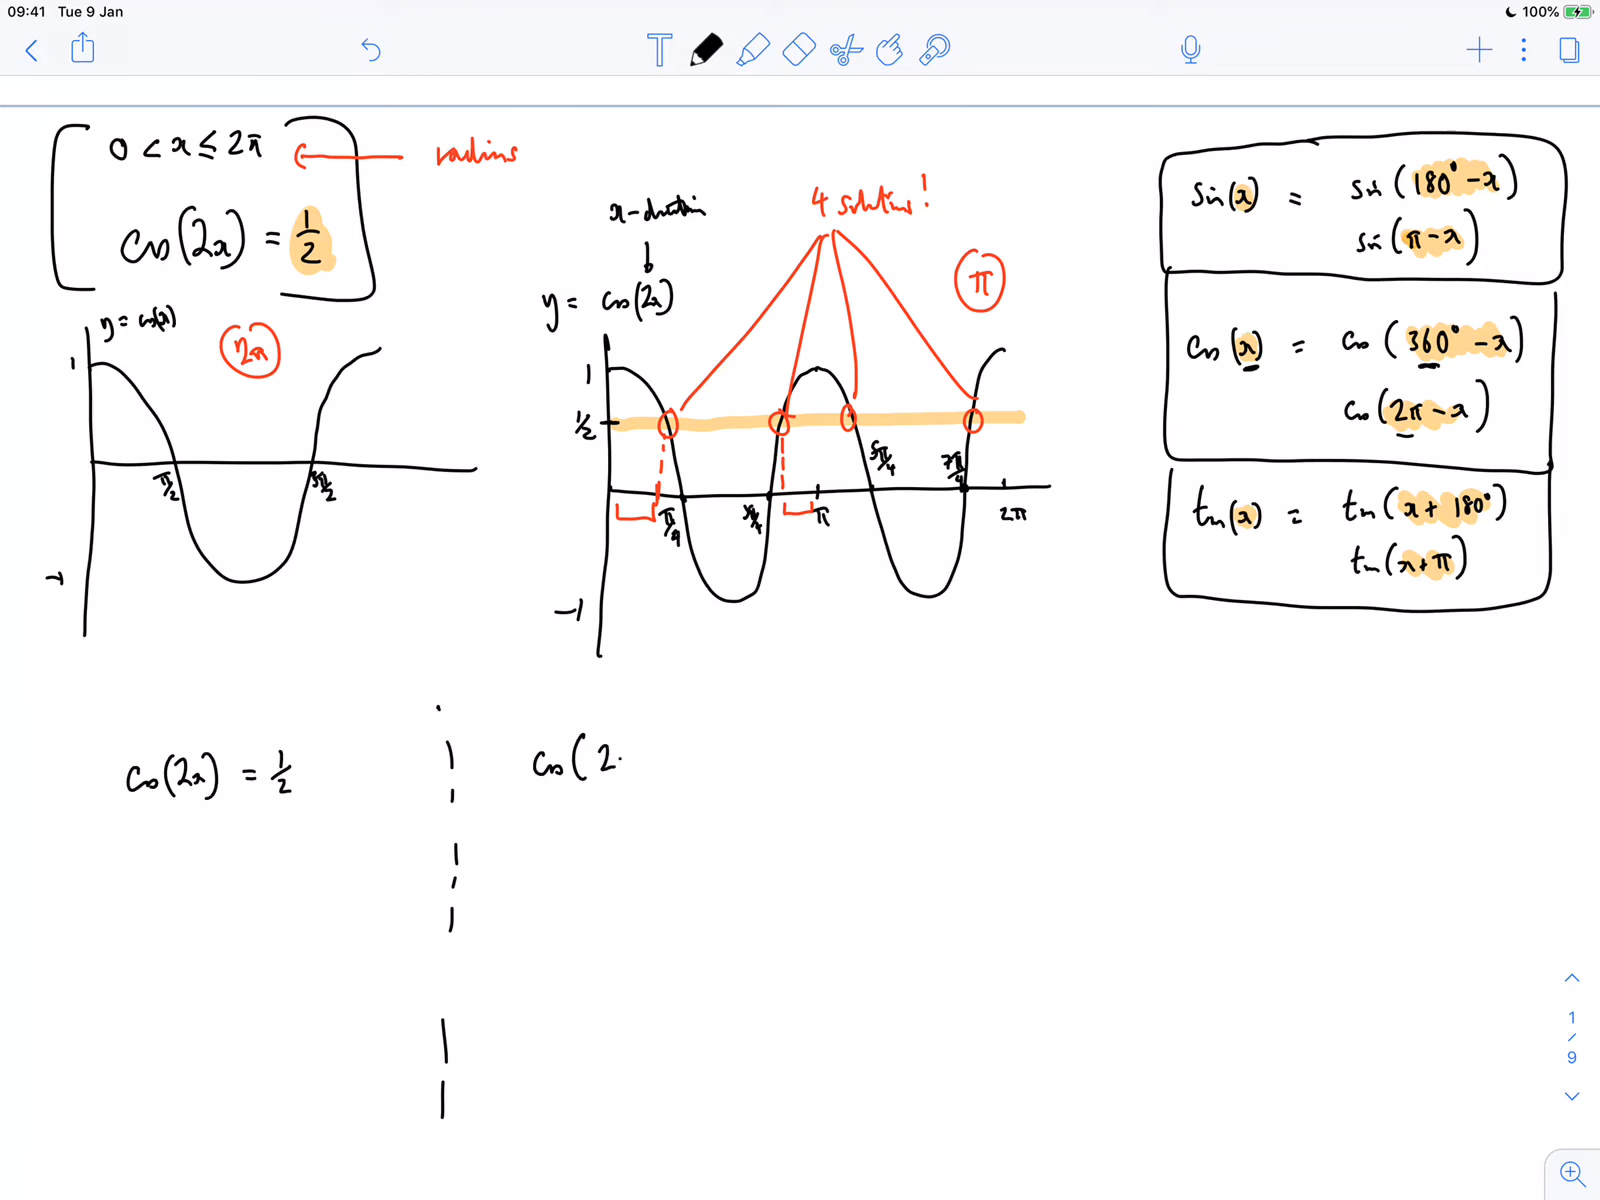 09:41 Tue 9 Jan
100%
T
0 < x ≤ 2π
radians
cos(2x) = 1/2
y = cos(x)
2π
1
π/2
3π/2
-1
x-direction
4 solutions!
y = cos(2x)
π
1
1/2
π/4
3π/4
π
5π/4
7π/4
2π
-1
sin(x) = sin(180° - x)
sin(π - x)
cos(x) = cos(360° - x)
cos(2π - x)
tan(x) = tan(x + 180°)
tan(x + π)
cos(2x) = 1/2
cos(2
1
/
9